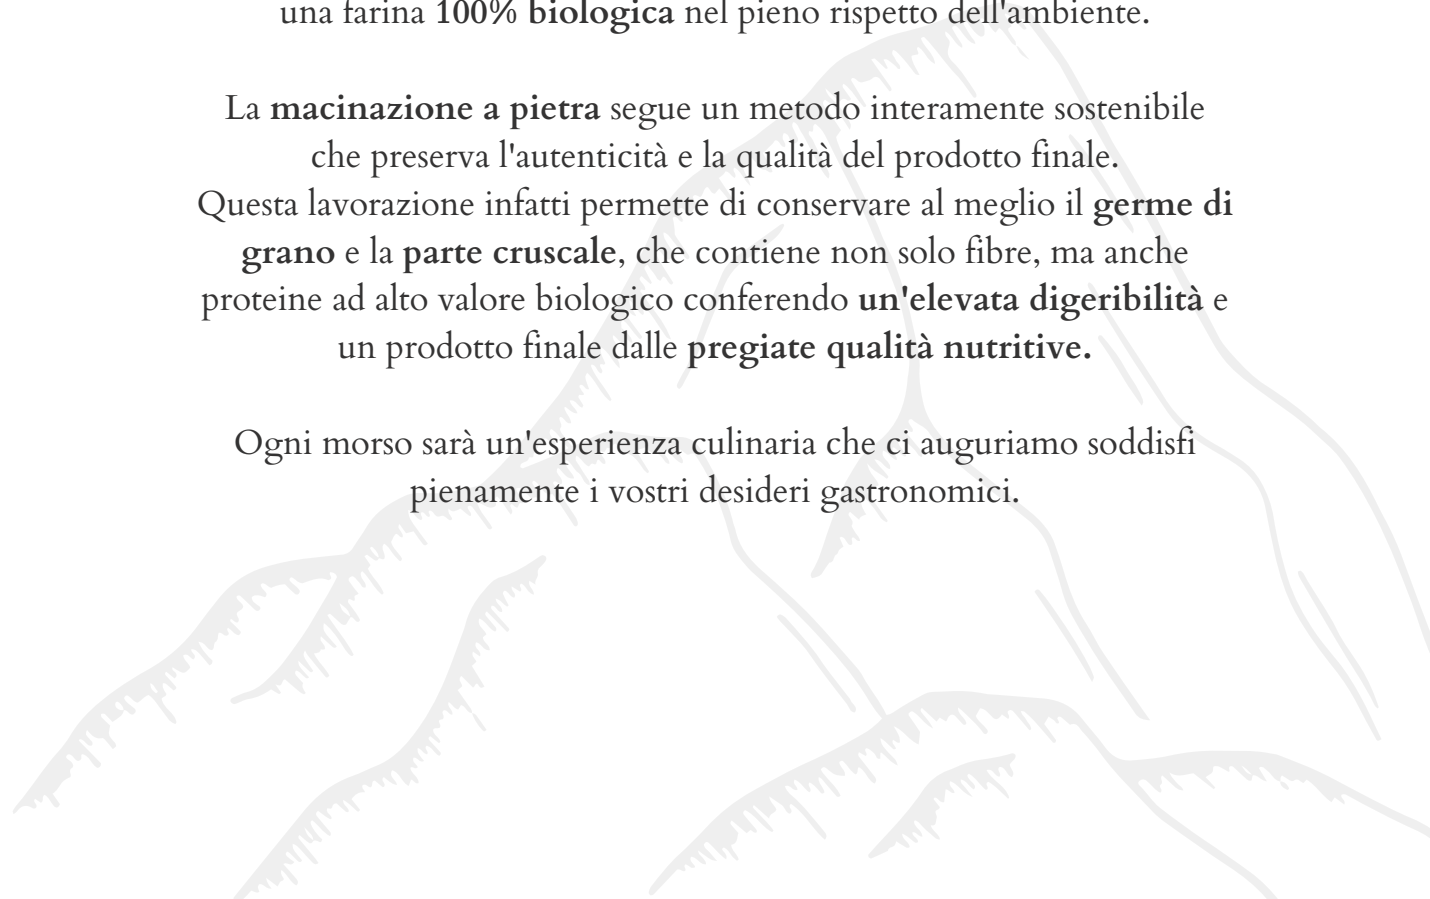 una farina 100% biologica nel pieno rispetto dell'ambiente.
La macinazione a pietra segue un metodo interamente sostenibile
che preserva l'autenticità e la qualità del prodotto finale.
Questa lavorazione infatti permette di conservare al meglio il germe di
grano e la parte cruscale, che contiene non solo fibre, ma anche
proteine ad alto valore biologico conferendo un'elevata digeribilità e
un prodotto finale dalle pregiate qualità nutritive.
Ogni morso sarà un'esperienza culinaria che ci auguriamo soddisfi
pienamente i vostri desideri gastronomici.